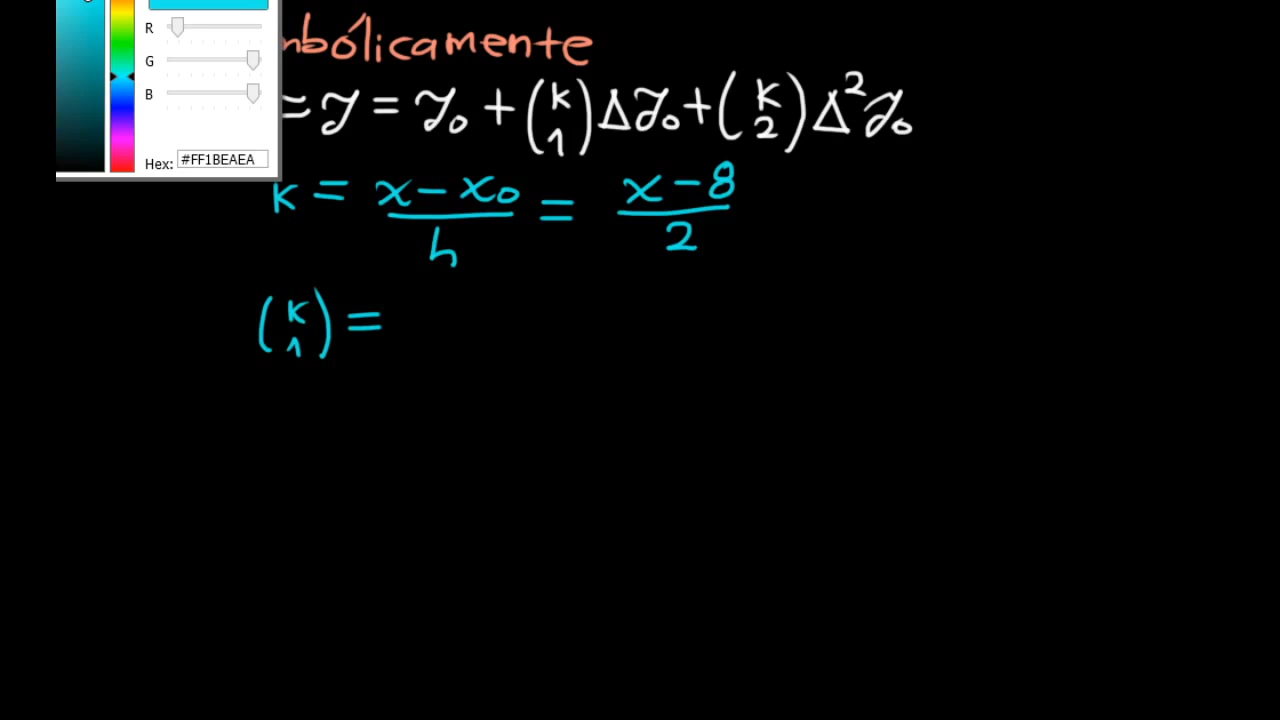 R
G
B
Hex: #FF1BEAEA
mbólicamente
≈ y = y₀ + (k 1) Δy₀ + (k 2) Δ²y₀
k = (x - x₀)/h = (x - 8)/2
(k 1) =